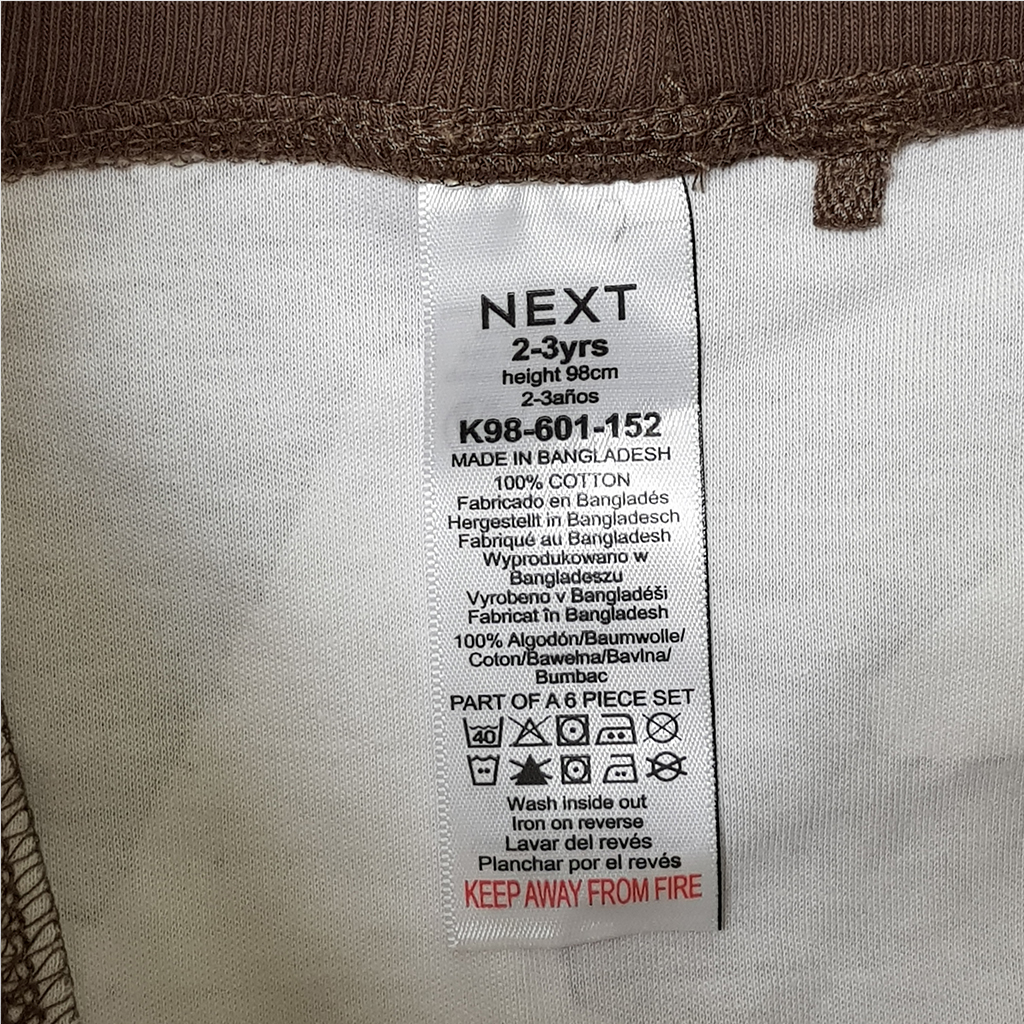 NEXT
2-3yrs
height 98cm
2-3años
K98-601-152
MADE IN BANGLADESH
100% COTTON
Fabricado en Bangladés
Hergestellt in Bangladesch
Fabriqué au Bangladesh
Wyprodukowano w
Bangladeszu
Vyrobeno v Bangladéši
Fabricat în Bangladesh
100% Algodón/Baumwolle/
Coton/Bawełna/Bavlna/
Bumbac
PART OF A 6 PIECE SET
40
Wash inside out
Iron on reverse
Lavar del revés
Planchar por el revés
KEEP AWAY FROM FIRE